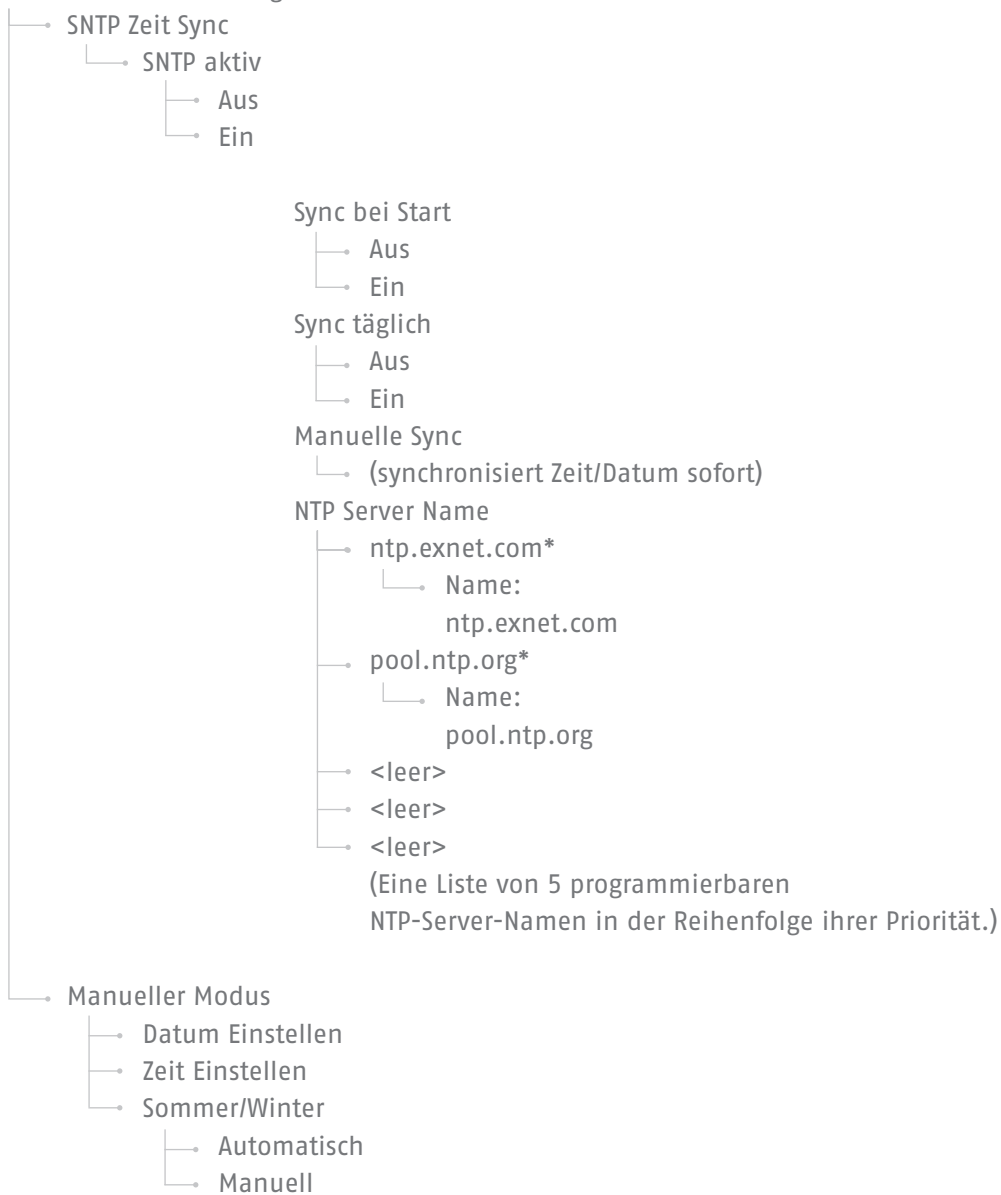 SNTP Zeit Sync
SNTP aktiv
Aus
Ein
Sync bei Start
Aus
Ein
Sync täglich
Aus
Ein
Manuelle Sync
(synchronisiert Zeit/Datum sofort)
NTP Server Name
ntp.exnet.com*
Name:
ntp.exnet.com
pool.ntp.org*
Name:
pool.ntp.org
<leer>
<leer>
<leer>
(Eine Liste von 5 programmierbaren
NTP-Server-Namen in der Reihenfolge ihrer Priorität.)
Manueller Modus
Datum Einstellen
Zeit Einstellen
Sommer/Winter
Automatisch
Manuell